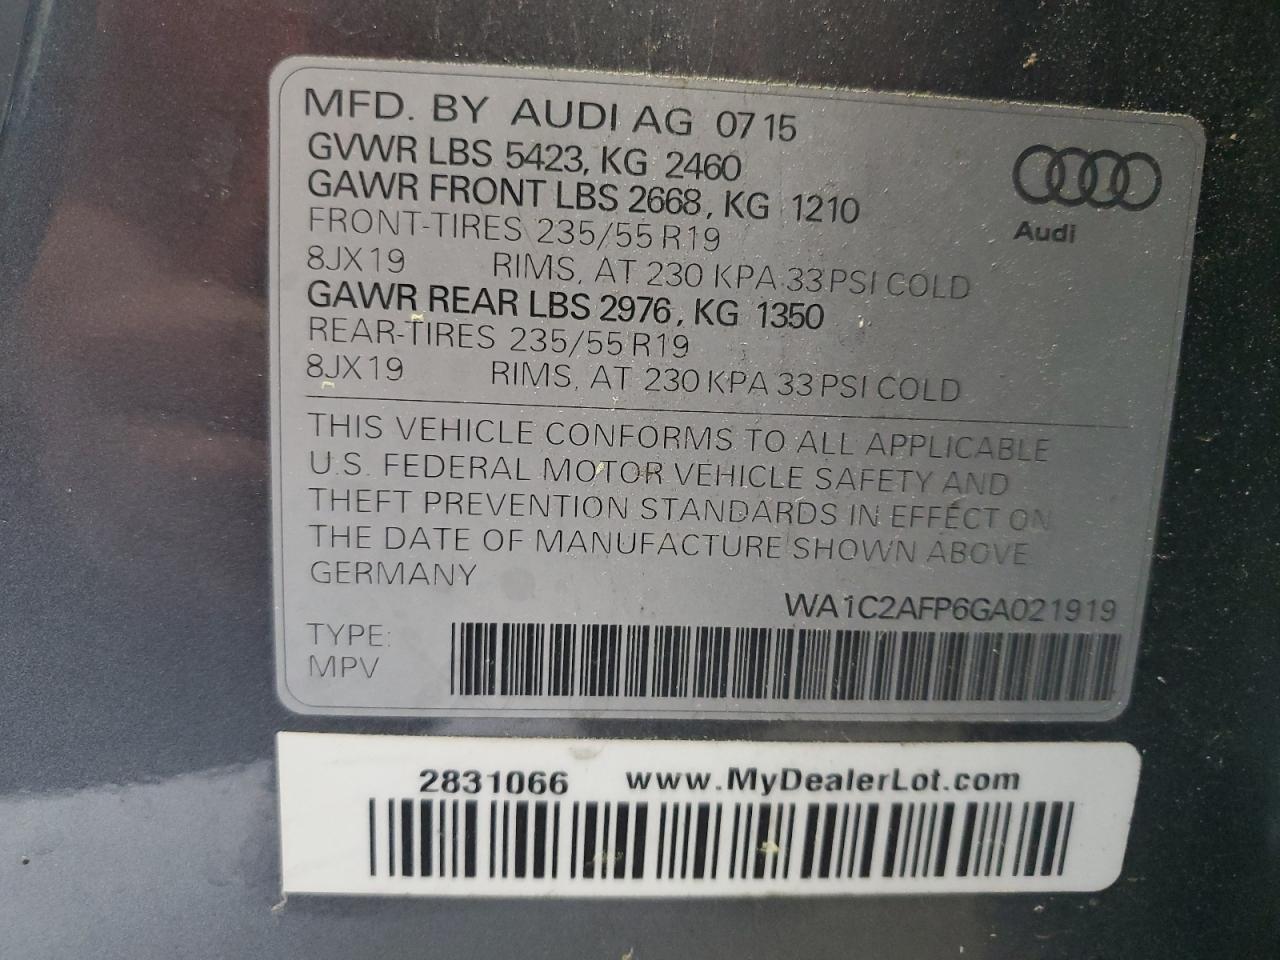 MFD. BY AUDI AG 07 15
GVWR LBS 5423, KG 2460
GAWR FRONT LBS 2668, KG 1210
FRONT-TIRES 235/55 R19
8JX19 RIMS, AT 230 KPA 33 PSI COLD
GAWR REAR LBS 2976, KG 1350
REAR-TIRES 235/55 R19
8JX19 RIMS, AT 230 KPA 33 PSI COLD
Audi
THIS VEHICLE CONFORMS TO ALL APPLICABLE
U.S. FEDERAL MOTOR VEHICLE SAFETY AND
THEFT PREVENTION STANDARDS IN EFFECT ON
THE DATE OF MANUFACTURE SHOWN ABOVE
GERMANY
WA1C2AFP6GA021919
TYPE:
MPV
2831066 www.MyDealerLot.com